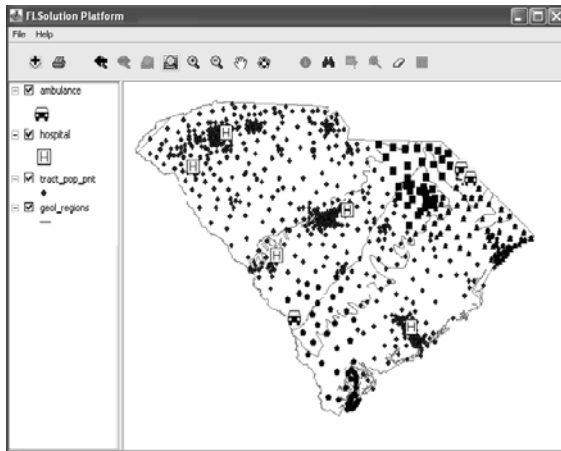 FLSolution Platform
File Help
ambulance
hospital
H
tract_pop_pnt
geol_regions
H
H
H
H
H